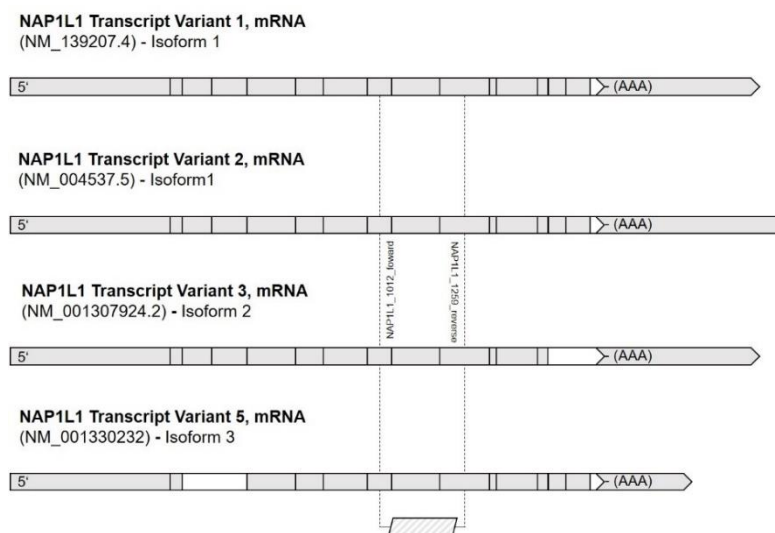 NAP1L1 Transcript Variant 1, mRNA
(NM_139207.4) - Isoform 1
5'
(AAA)
NAP1L1 Transcript Variant 2, mRNA
(NM_004537.5) - Isoform1
5'
(AAA)
NAP1L1_1012_foward
NAP1L1_1259_reverse
NAP1L1 Transcript Variant 3, mRNA
(NM_001307924.2) - Isoform 2
5'
(AAA)
NAP1L1 Transcript Variant 5, mRNA
(NM_001330232) - Isoform 3
5'
(AAA)